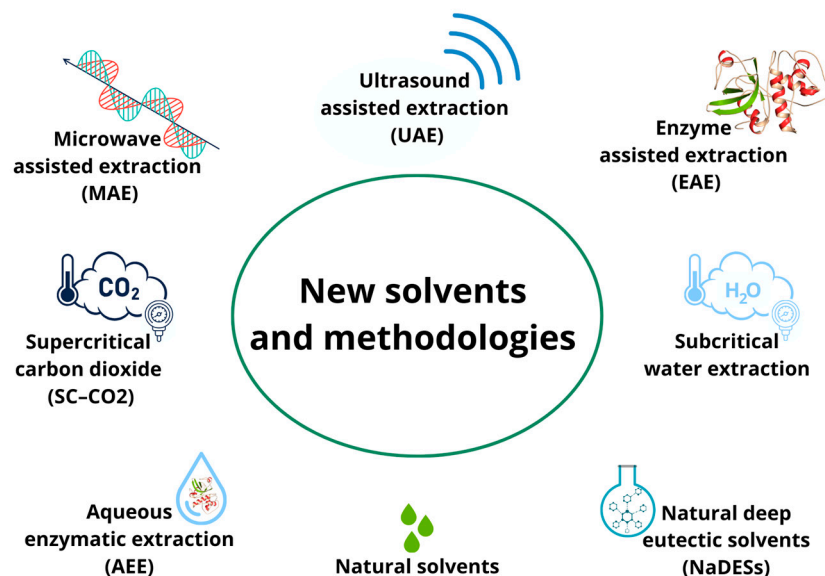 Ultrasound
assisted extraction
(UAE)
Microwave
assisted extraction
(MAE)
Enzyme
assisted extraction
(EAE)
New solvents
and methodologies
CO2
Supercritical
carbon dioxide
(SC–CO2)
H2O
Subcritical
water extraction
Aqueous
enzymatic extraction
(AEE)
Natural solvents
Natural deep
eutectic solvents
(NaDESs)